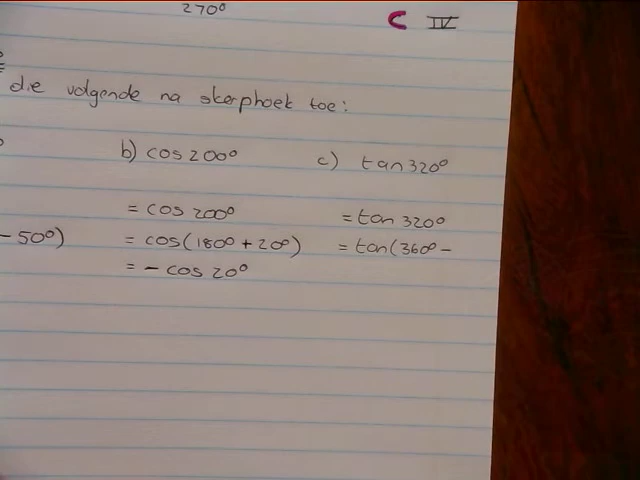 270°
C IV
die volgende na skerphoek toe:
b) cos 200°
c) tan 320°
= cos 200°
= tan 320°
- 50°)
= cos(180° + 20°)
= tan(360° -
= - cos 20°